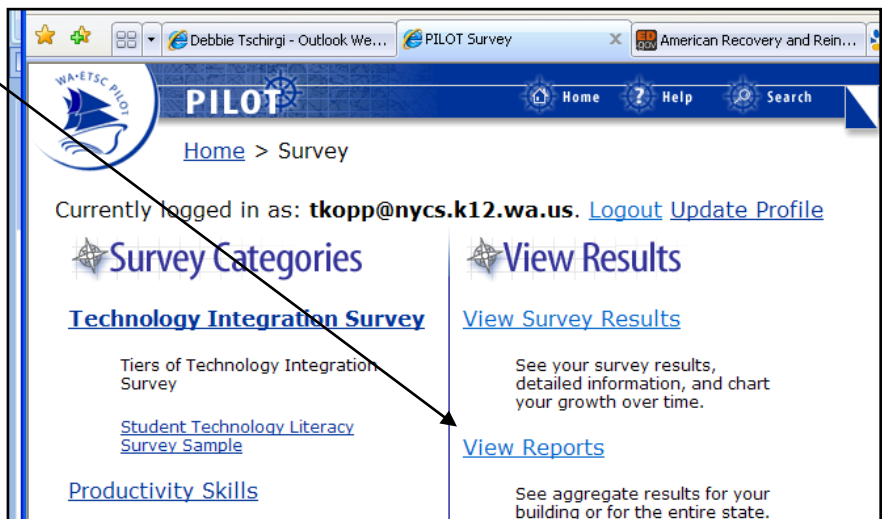 Debbie Tschirgi - Outlook We...
PILOT Survey
ED.gov
American Recovery and Rein...
WA•ETSC PILOT
PILOT
Home
Help
Search
Home > Survey
Currently logged in as: tkopp@nycs.k12.wa.us. Logout Update Profile
Survey Categories
Technology Integration Survey
Tiers of Technology Integration
Survey
Student Technology Literacy
Survey Sample
Productivity Skills
View Results
View Survey Results
See your survey results,
detailed information, and chart
your growth over time.
View Reports
See aggregate results for your
building or for the entire state.